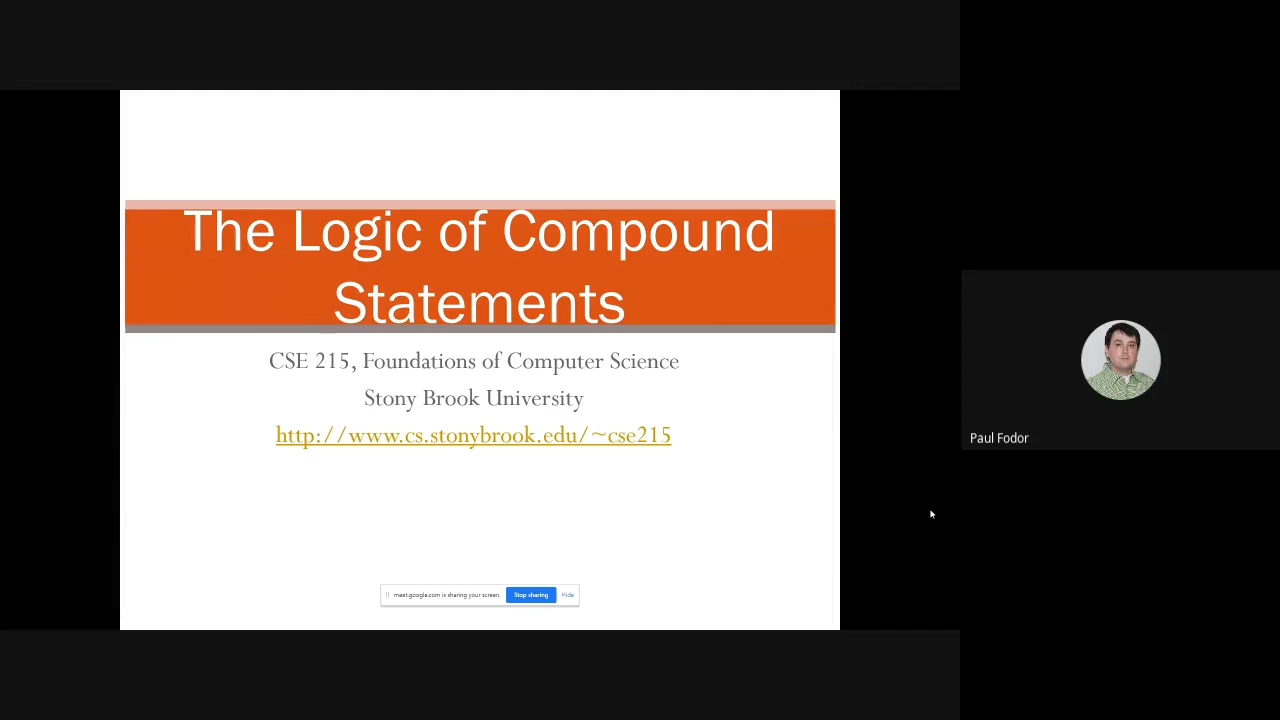 The Logic of Compound
Statements
CSE 215, Foundations of Computer Science
Stony Brook University
http://www.cs.stonybrook.edu/~cse215
meet.google.com is sharing your screen. Stop sharing Hide
Paul Fodor